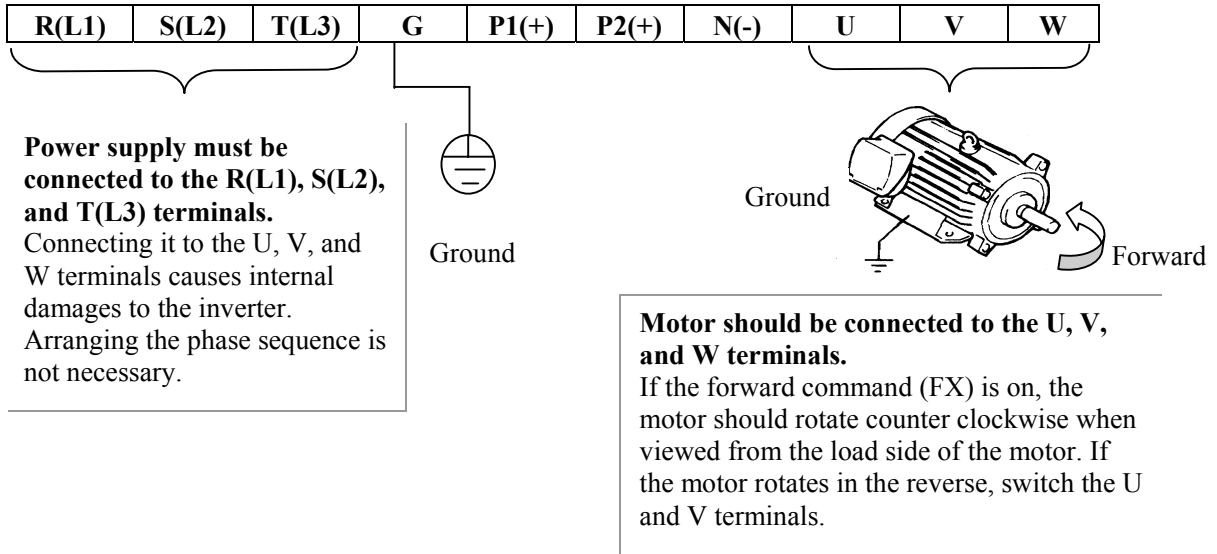 R(L1) S(L2) T(L3) G P1(+) P2(+) N(-) U V W
Power supply must be
connected to the R(L1), S(L2),
and T(L3) terminals.
Connecting it to the U, V, and
W terminals causes internal
damages to the inverter.
Arranging the phase sequence is
not necessary.
Ground
Ground
Forward
Motor should be connected to the U, V,
and W terminals.
If the forward command (FX) is on, the
motor should rotate counter clockwise when
viewed from the load side of the motor. If
the motor rotates in the reverse, switch the U
and V terminals.